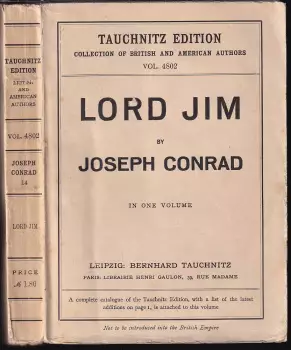 TAUCHNITZ
EDITION
AND
AMERICAN
AUTHORS
VOL. 4802
JOSEPH
CONRAD
14
LORD JIM
PRICE
TAUCHNITZ EDITION
COLLECTION OF BRITISH AND AMERICAN AUTHORS
VOL. 4802
LORD JIM
BY
JOSEPH CONRAD
IN ONE VOLUME
LEIPZIG: BERNHARD TAUCHNITZ
PARIS: LIBRAIRIE HENRI GAULON, 39, RUE MADAME
A complete catalogue of the Tauchnitz Edition, with a list of the latest
additions on page 1, is attached to this volume
Not to be introduced into the British Empire